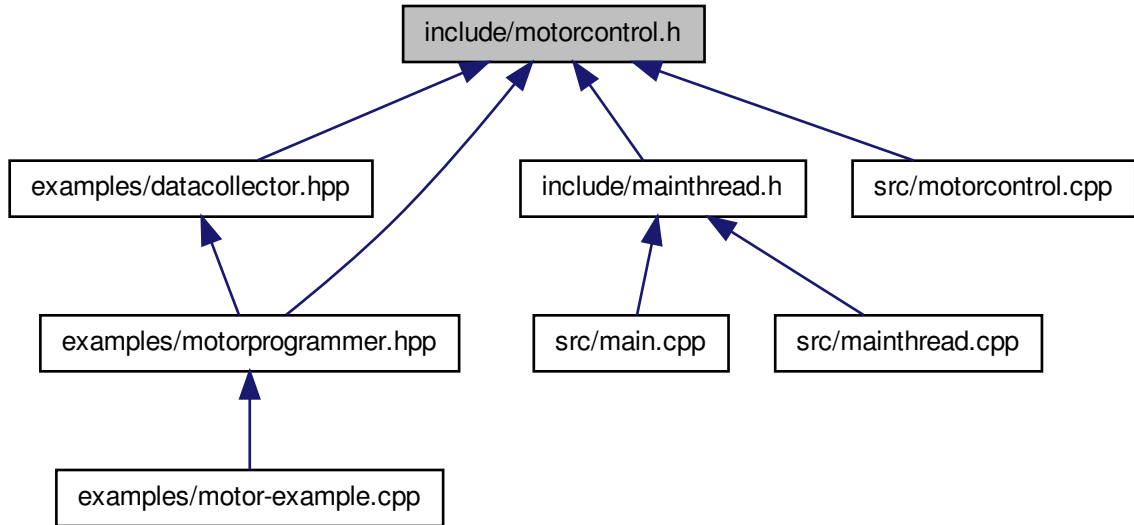 include/motorcontrol.h
examples/datacollector.hpp
include/mainthread.h
src/motorcontrol.cpp
examples/motorprogrammer.hpp
src/main.cpp
src/mainthread.cpp
examples/motor-example.cpp